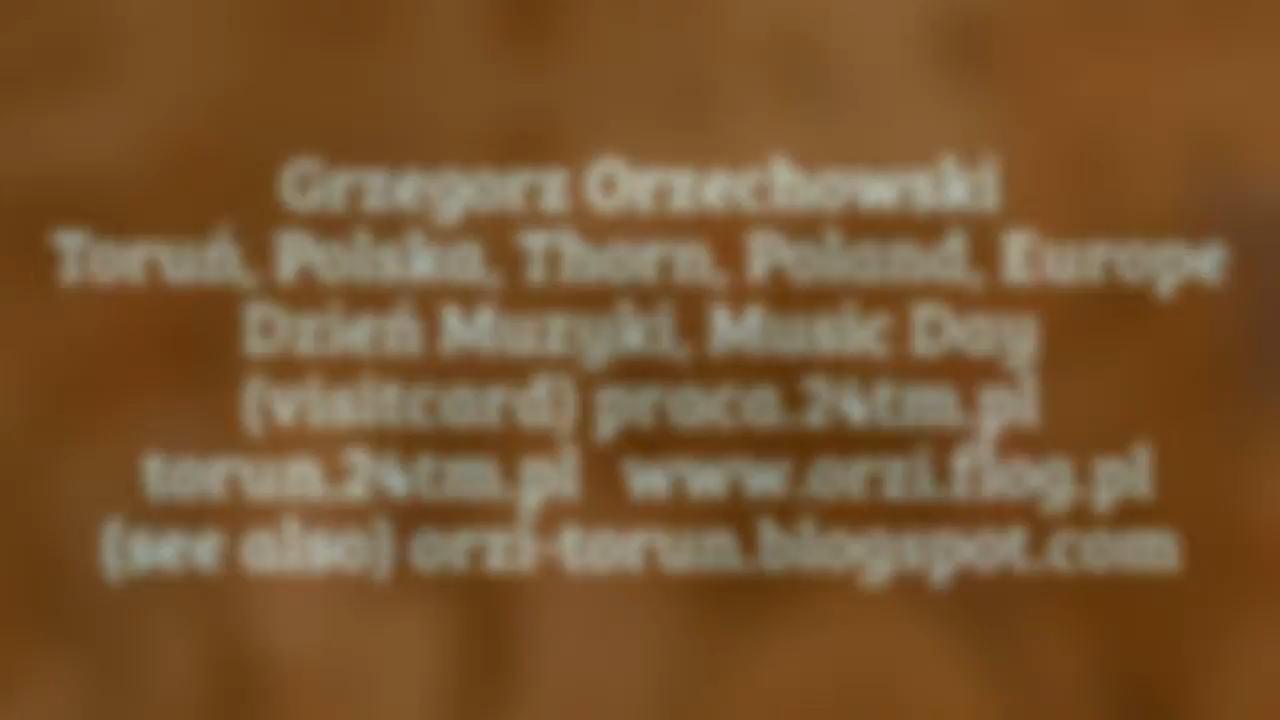 Grzegorz Orzechowski
Toruń, Polska, Thorn, Poland, Europe
Dzień Muzyki, Music Day
(visitcard) praca.24tm.pl
torun.24tm.pl www.orzi.flog.pl
(see also) orzi-torun.blogspot.com